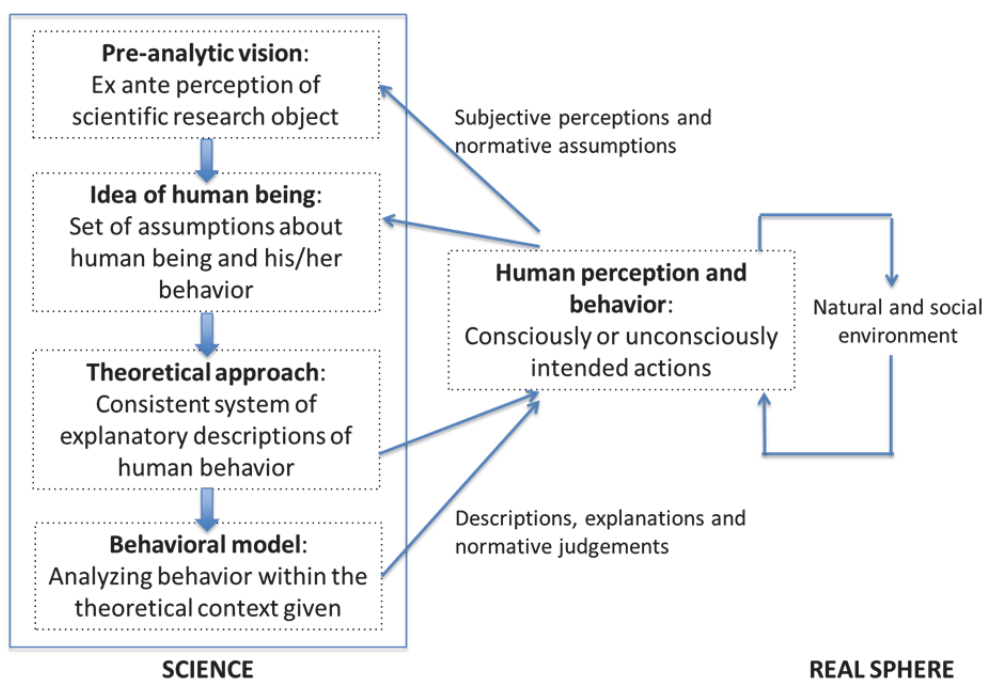 Pre-analytic vision:
Ex ante perception of
scientific research object
Idea of human being:
Set of assumptions about
human being and his/her
behavior
Theoretical approach:
Consistent system of
explanatory descriptions of
human behavior
Behavioral model:
Analyzing behavior within the
theoretical context given
SCIENCE
Subjective perceptions and
normative assumptions
Human perception and
behavior:
Consciously or unconsciously
intended actions
Descriptions, explanations and
normative judgements
Natural and social
environment
REAL SPHERE